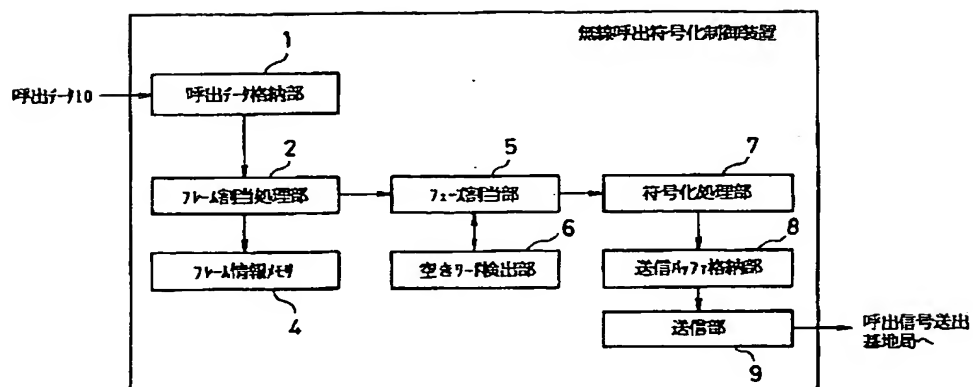 無線呼出符号化制御装置
1
呼出データ10
呼出データ格納部
2
5
7
フレーム割当処理部
フェーズ割当部
符号化処理部
6
8
フレーム情報メモリ
空きワード検出部
送信バッファ格納部
4
送信部
呼出信号送出
基地局へ
9